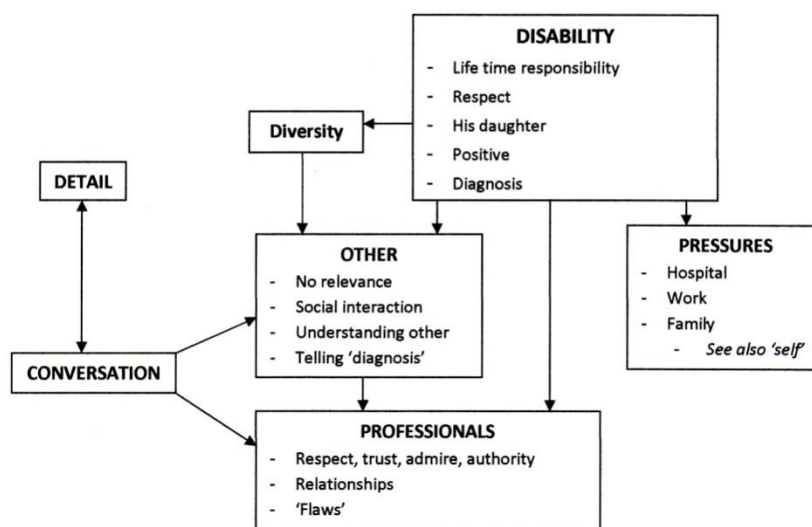 DISABILITY
- Life time responsibility
- Respect
- His daughter
- Positive
- Diagnosis
Diversity
DETAIL
OTHER
- No relevance
- Social interaction
- Understanding other
- Telling ‘diagnosis’
PRESSURES
- Hospital
- Work
- Family
- See also ‘self’
CONVERSATION
PROFESSIONALS
- Respect, trust, admire, authority
- Relationships
- ‘Flaws’